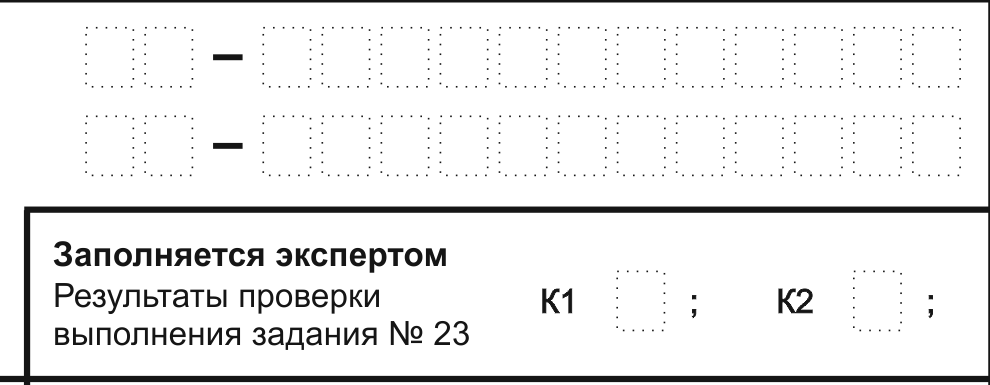 –
–
Заполняется экспертом
Результаты проверки
выполнения задания № 23
К1 ; К2 ;